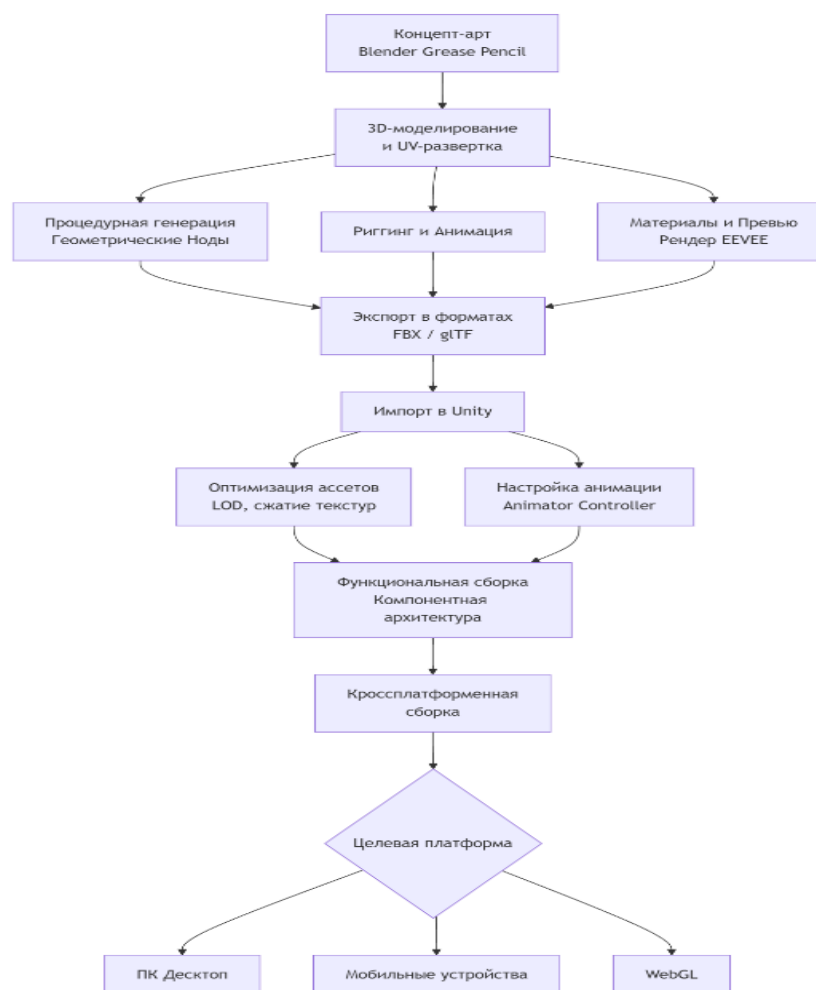 Концепт-арт
Blender Grease Pencil
3D-моделирование
и UV-развертка
Процедурная генерация
Геометрические Ноды
Риггинг и Анимация
Материалы и Превью
Рендер EEVEE
Экспорт в форматах
FBX / glTF
Импорт в Unity
Оптимизация ассетов
LOD, сжатие текстур
Настройка анимации
Animator Controller
Функциональная сборка
Компонентная
архитектура
Кроссплатформенная
сборка
Целевая платформа
ПК Десктоп
Мобильные устройства
WebGL